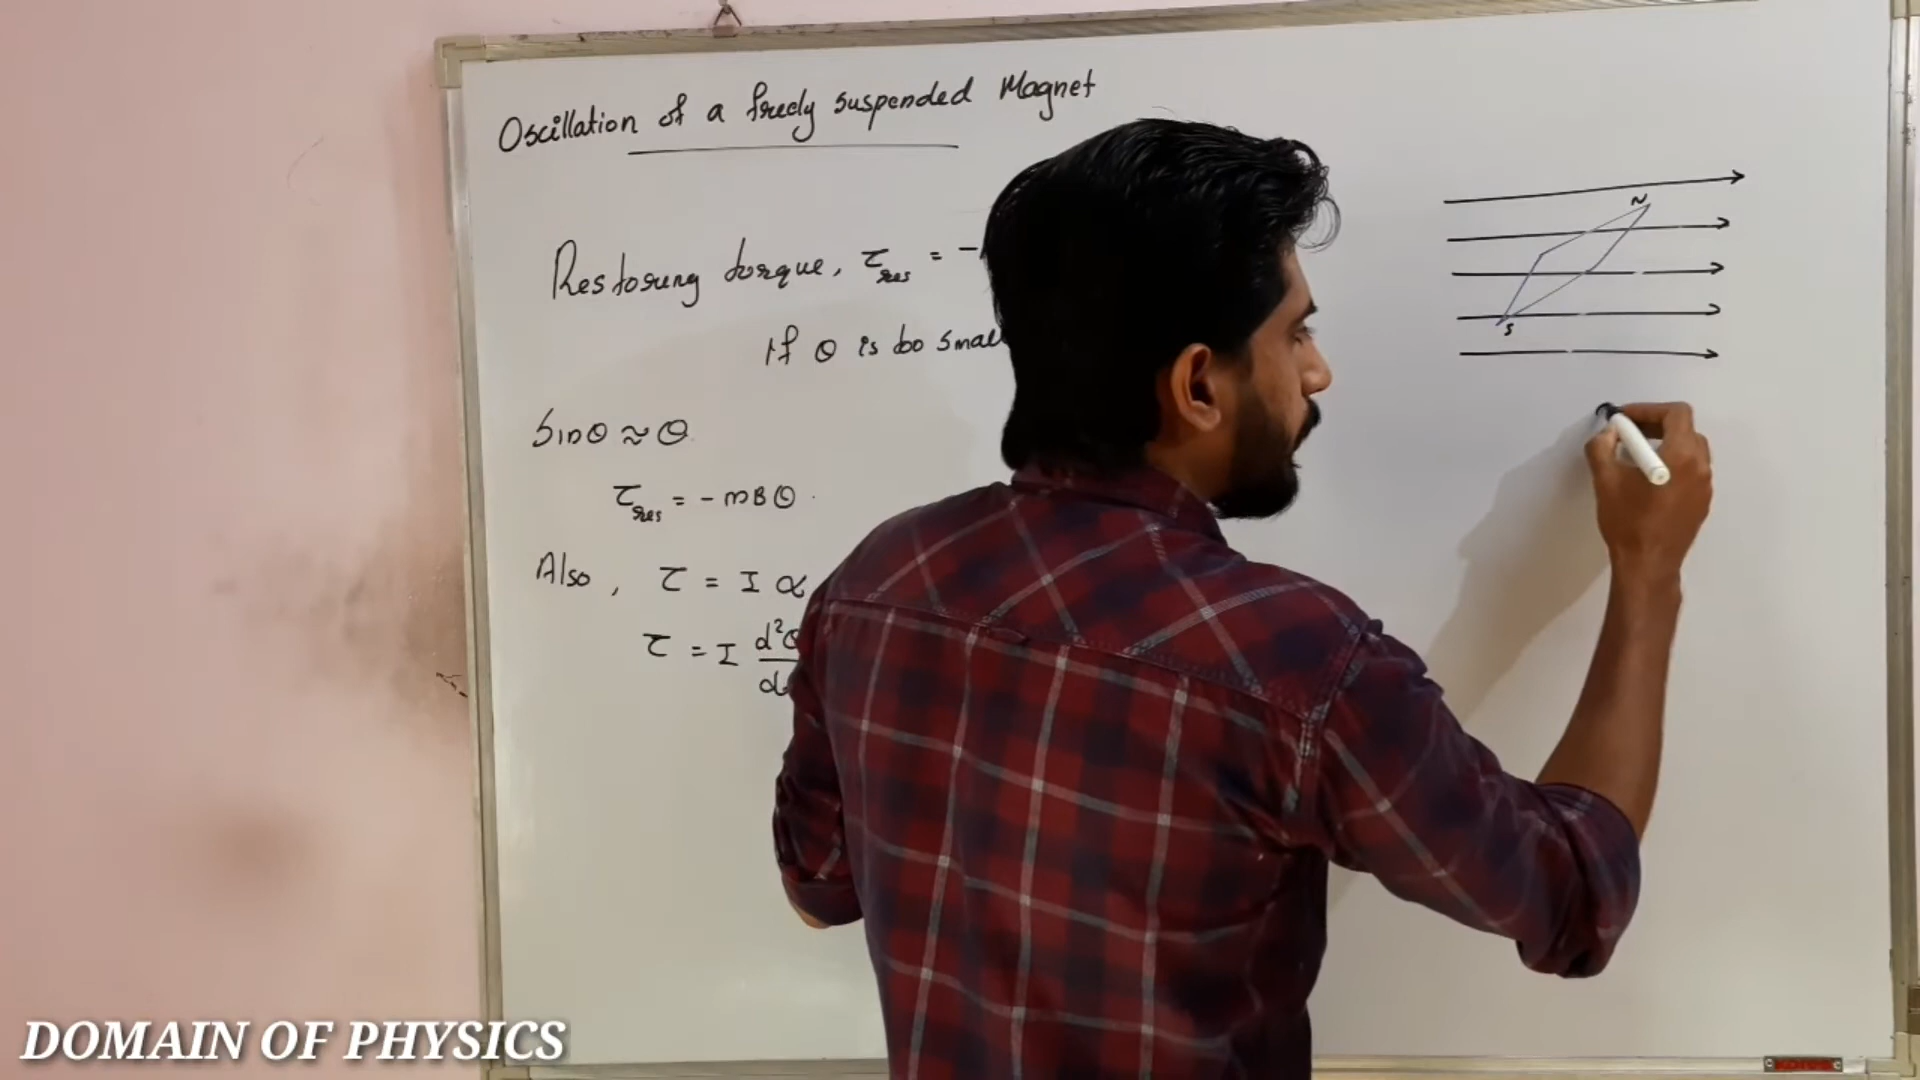 Oscillation of a freely suspended Magnet
Restoring torque, τres = -
If θ is too small
Sinθ ≈ θ
τres = - mBθ
Also, τ = I α
τ = I d²θ
N
S
DOMAIN OF PHYSICS